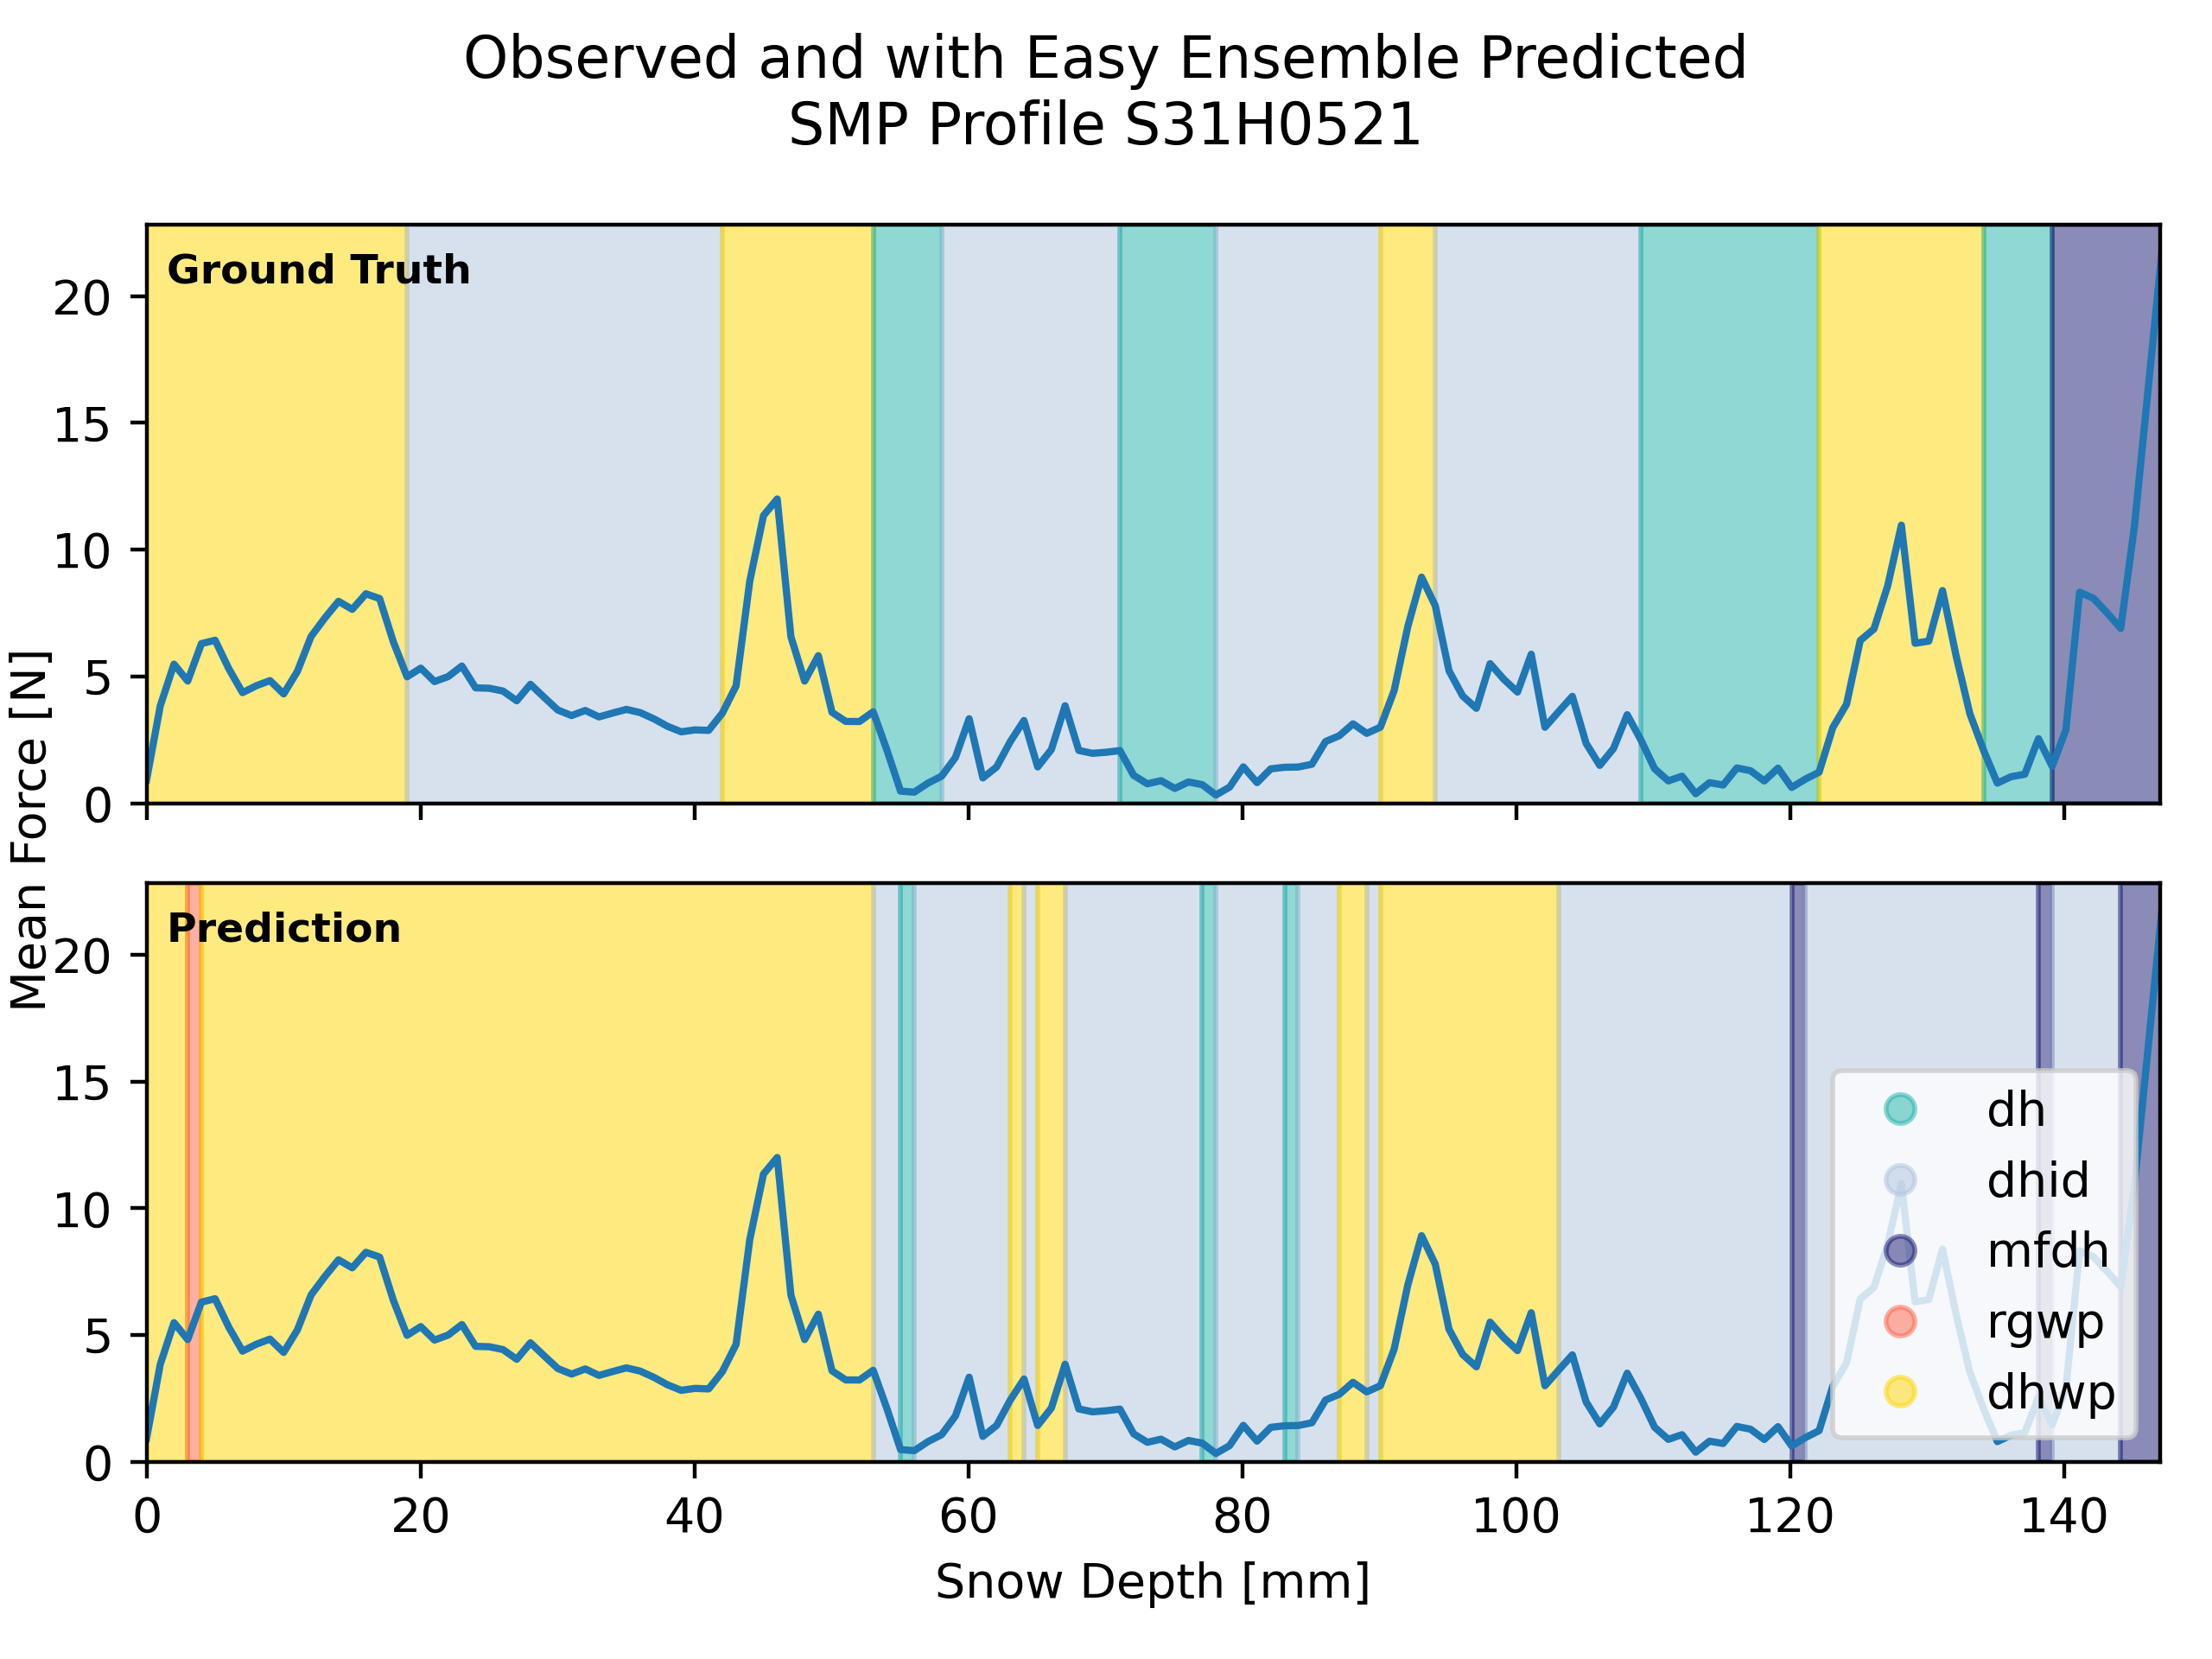 Observed and with Easy Ensemble Predicted
SMP Profile S31H0521
Ground Truth
20
15
10
5
0
Mean Force [N]
Prediction
20
15
10
5
0
dh
dhid
mfdh
rgwp
dhwp
0 20 40 60 80 100 120 140
Snow Depth [mm]